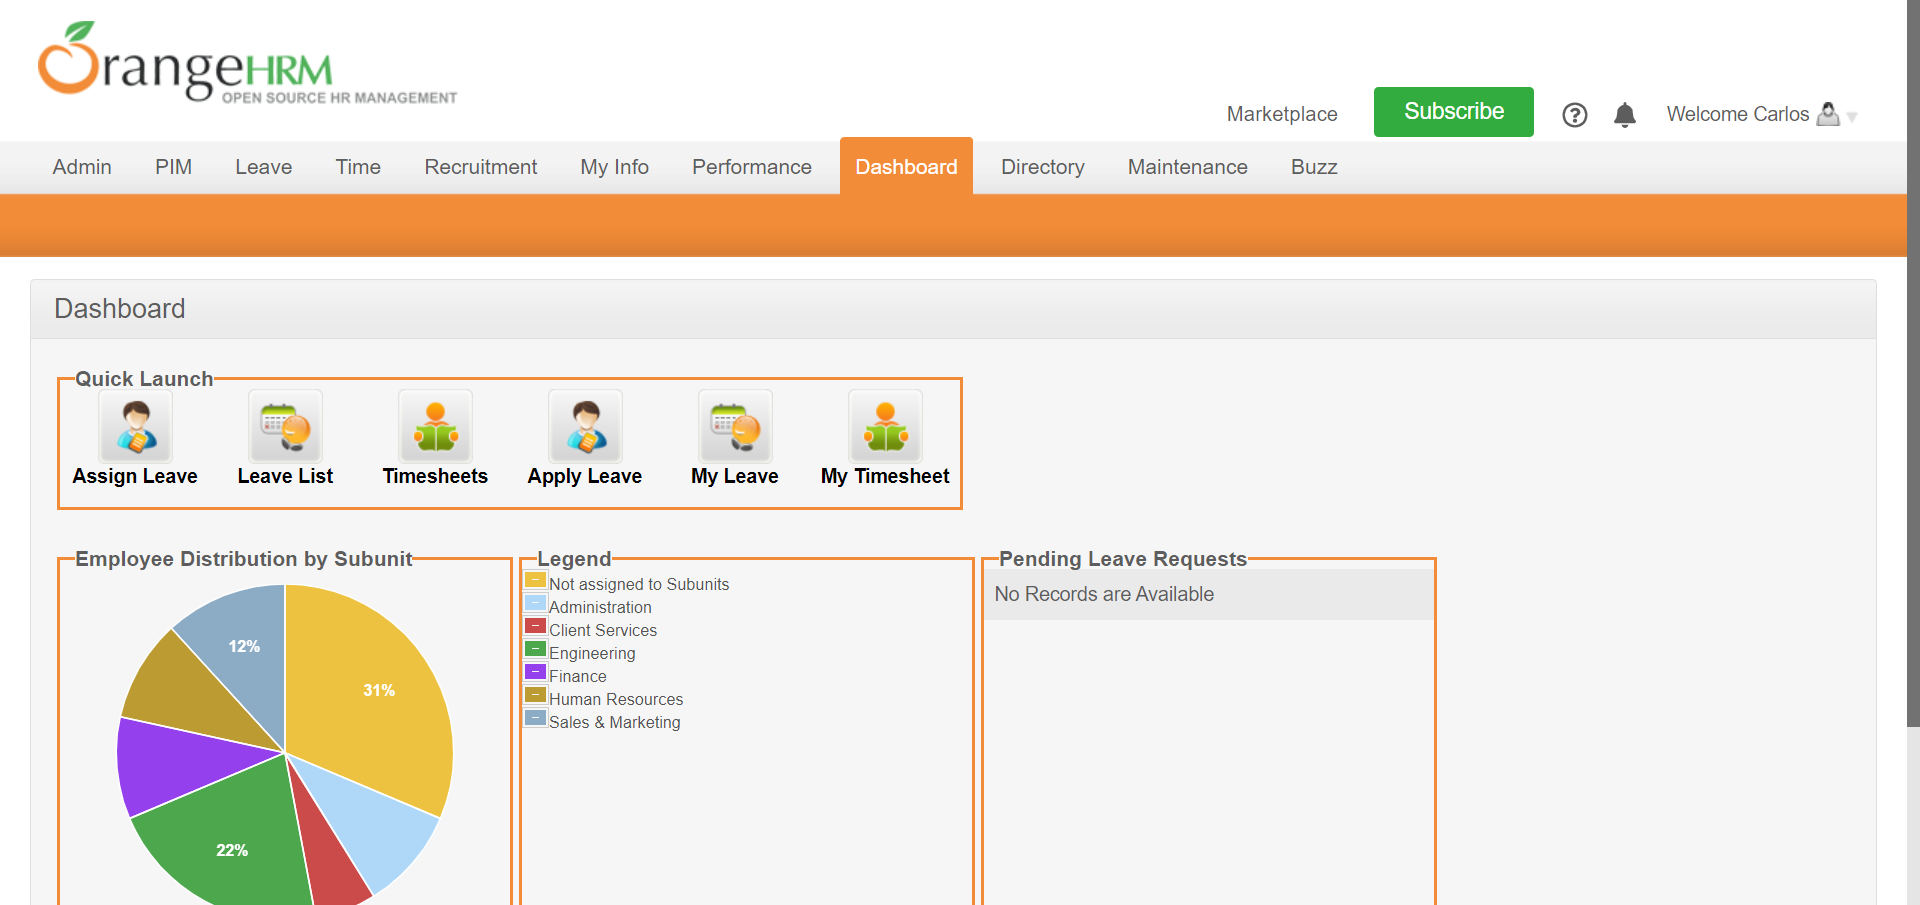 OrangeHRM
OPEN SOURCE HR MANAGEMENT
Marketplace
Subscribe
?
Welcome Carlos
Admin
PIM
Leave
Time
Recruitment
My Info
Performance
Dashboard
Directory
Maintenance
Buzz
Dashboard
Quick Launch
Assign Leave
Leave List
Timesheets
Apply Leave
My Leave
My Timesheet
Employee Distribution by Subunit
12%
31%
22%
Legend
Not assigned to Subunits
Administration
Client Services
Engineering
Finance
Human Resources
Sales & Marketing
Pending Leave Requests
No Records are Available